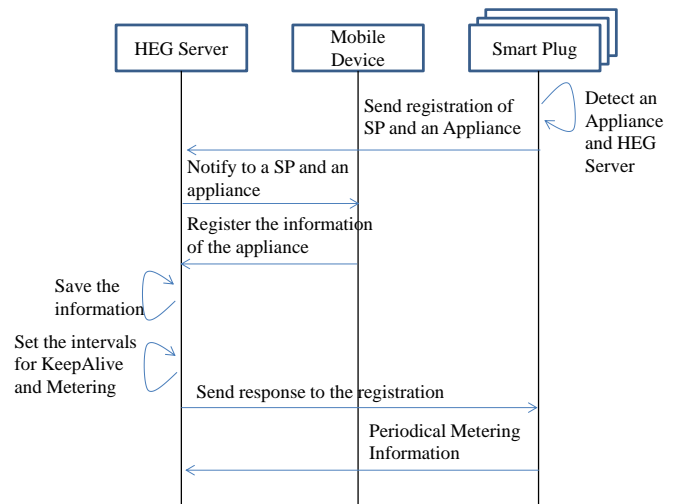 HEG Server
Mobile
Device
Smart Plug
Detect an
Appliance
and HEG
Server
Send registration of
SP and an Appliance
Notify to a SP and an
appliance
Register the information
of the appliance
Save the
information
Set the intervals
for KeepAlive
and Metering
Send response to the registration
Periodical Metering
Information